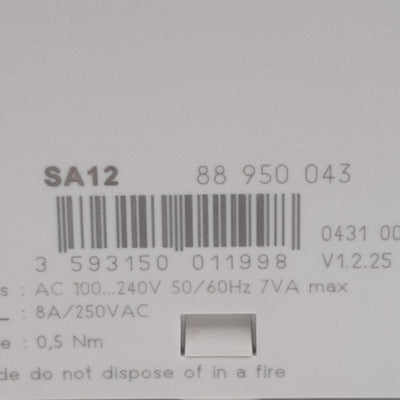 SA12 88 950 043
0431 00
3 593150 011998 V1.2.25
s : AC 100...240V 50/60Hz 7VA max
: 8A/250VAC
e : 0,5 Nm
de do not dispose of in a fire